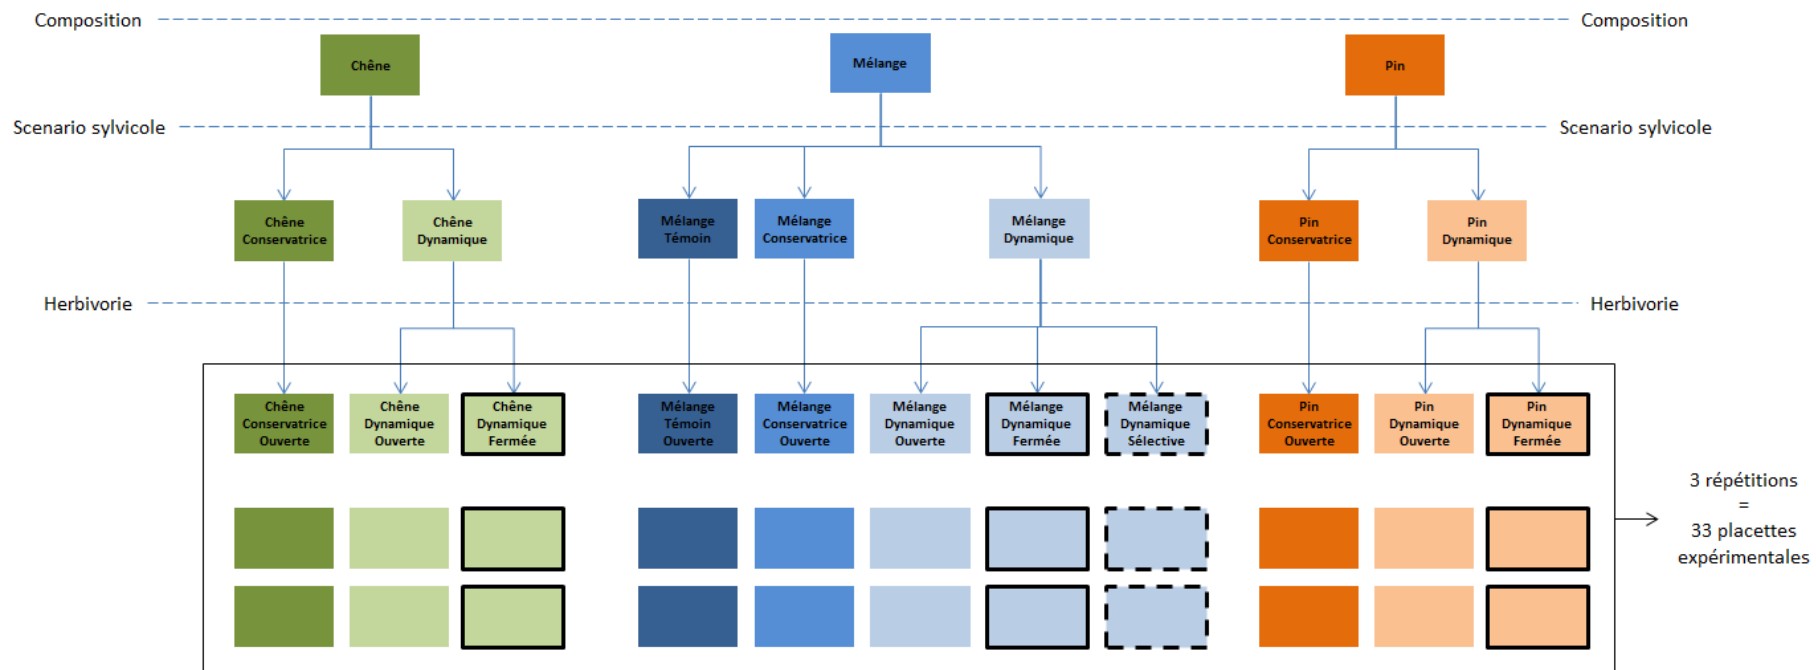 Composition
Composition
Chêne
Mélange
Pin
Scenario sylvicole
Scenario sylvicole
Chêne
Conservatrice
Chêne
Dynamique
Mélange
Témoin
Mélange
Conservatrice
Mélange
Dynamique
Pin
Conservatrice
Pin
Dynamique
Herbivorie
Herbivorie
Chêne
Conservatrice
Ouverte
Chêne
Dynamique
Ouverte
Chêne
Dynamique
Fermée
Mélange
Témoin
Ouverte
Mélange
Conservatrice
Ouverte
Mélange
Dynamique
Ouverte
Mélange
Dynamique
Fermée
Mélange
Dynamique
Sélective
Pin
Conservatrice
Ouverte
Pin
Dynamique
Ouverte
Pin
Dynamique
Fermée
3 répétitions
=
33 placettes
expérimentales